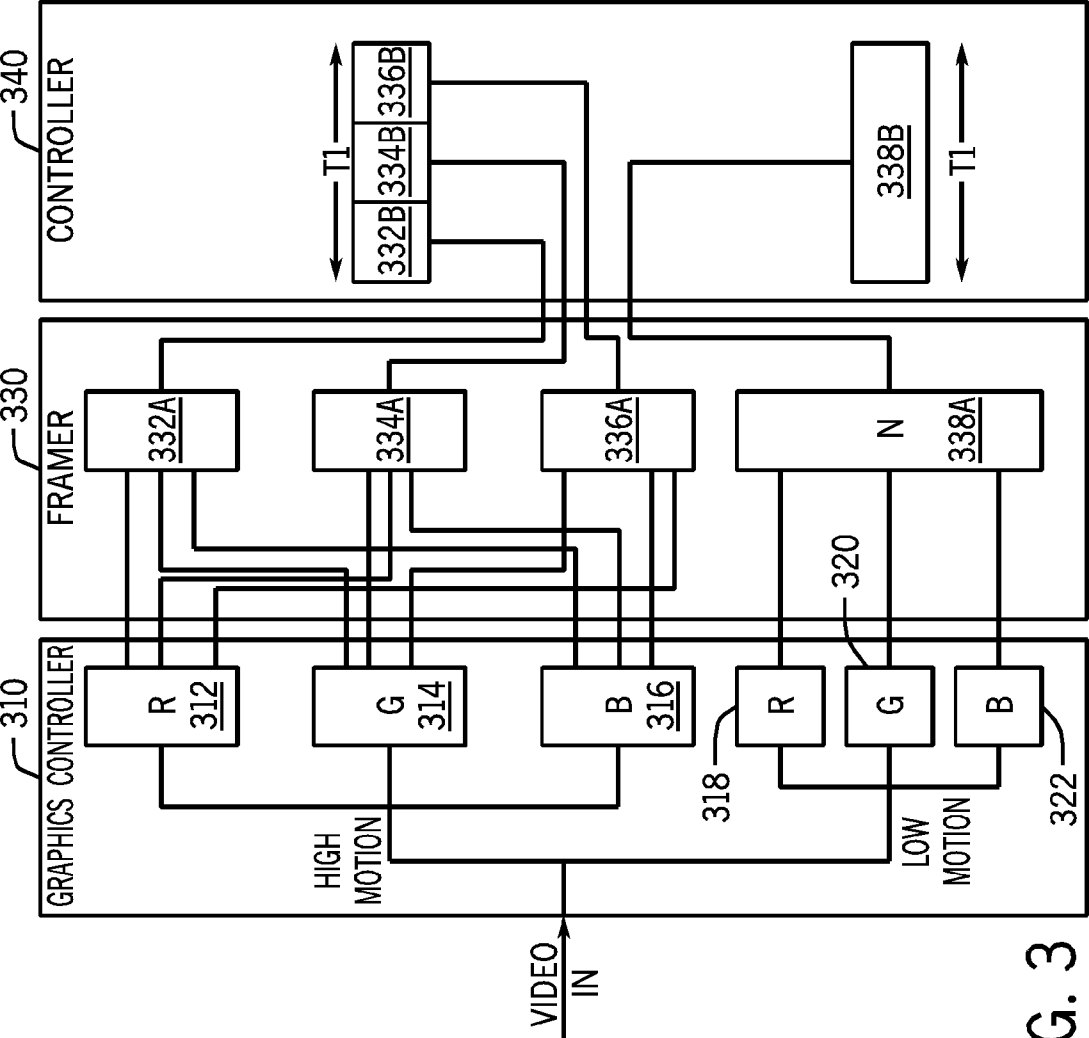 340
CONTROLLER
T1
332B 334B 336B
338B
T1
330
FRAMER
332A
334A
336A
N
338A
310
GRAPHICS CONTROLLER
R
312
G
314
B
316
R
318
G
320
B
322
HIGH
MOTION
LOW
MOTION
VIDEO
IN
G. 3